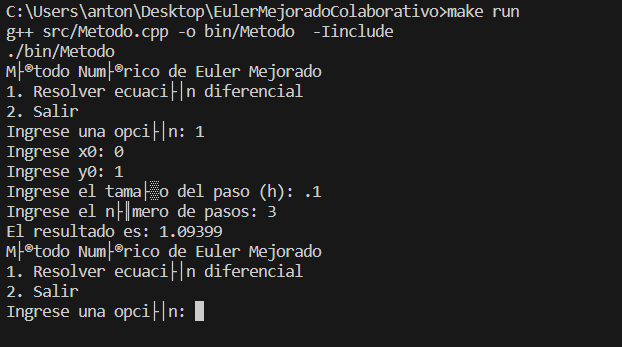 C:\Users\anton\Desktop\EulerMejoradoColaborativo>make run
g++ src/Metodo.cpp -o bin/Metodo  -Iinclude
./bin/Metodo
M├®todo Num├®rico de Euler Mejorado
1. Resolver ecuaci├│n diferencial
2. Salir
Ingrese una opci├│n: 1
Ingrese x0: 0
Ingrese y0: 1
Ingrese el tama├▒o del paso (h): .1
Ingrese el n├║mero de pasos: 3
El resultado es: 1.09399
M├®todo Num├®rico de Euler Mejorado
1. Resolver ecuaci├│n diferencial
2. Salir
Ingrese una opci├│n: